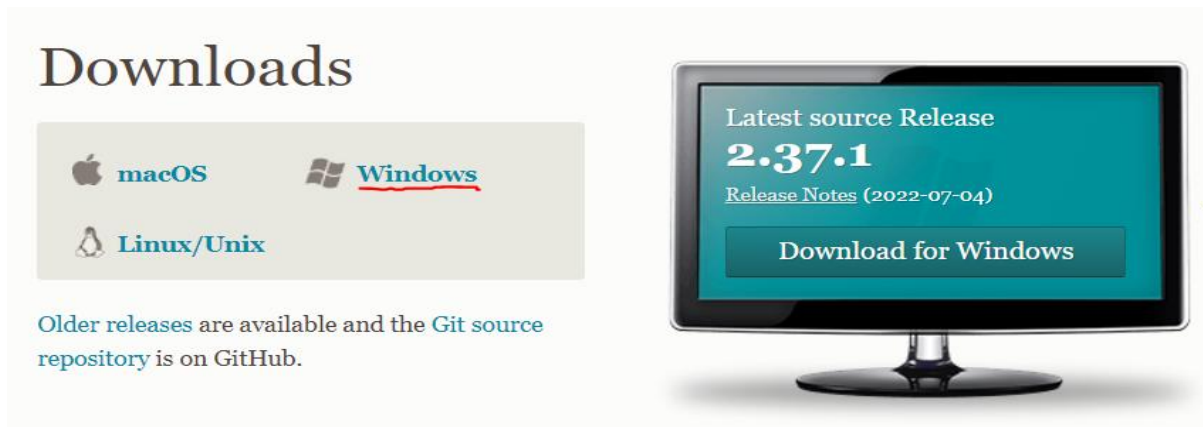 Downloads
macOS
Windows
Linux/Unix
Older releases are available and the Git source
repository is on GitHub.
Latest source Release
2.37.1
Release Notes (2022-07-04)
Download for Windows